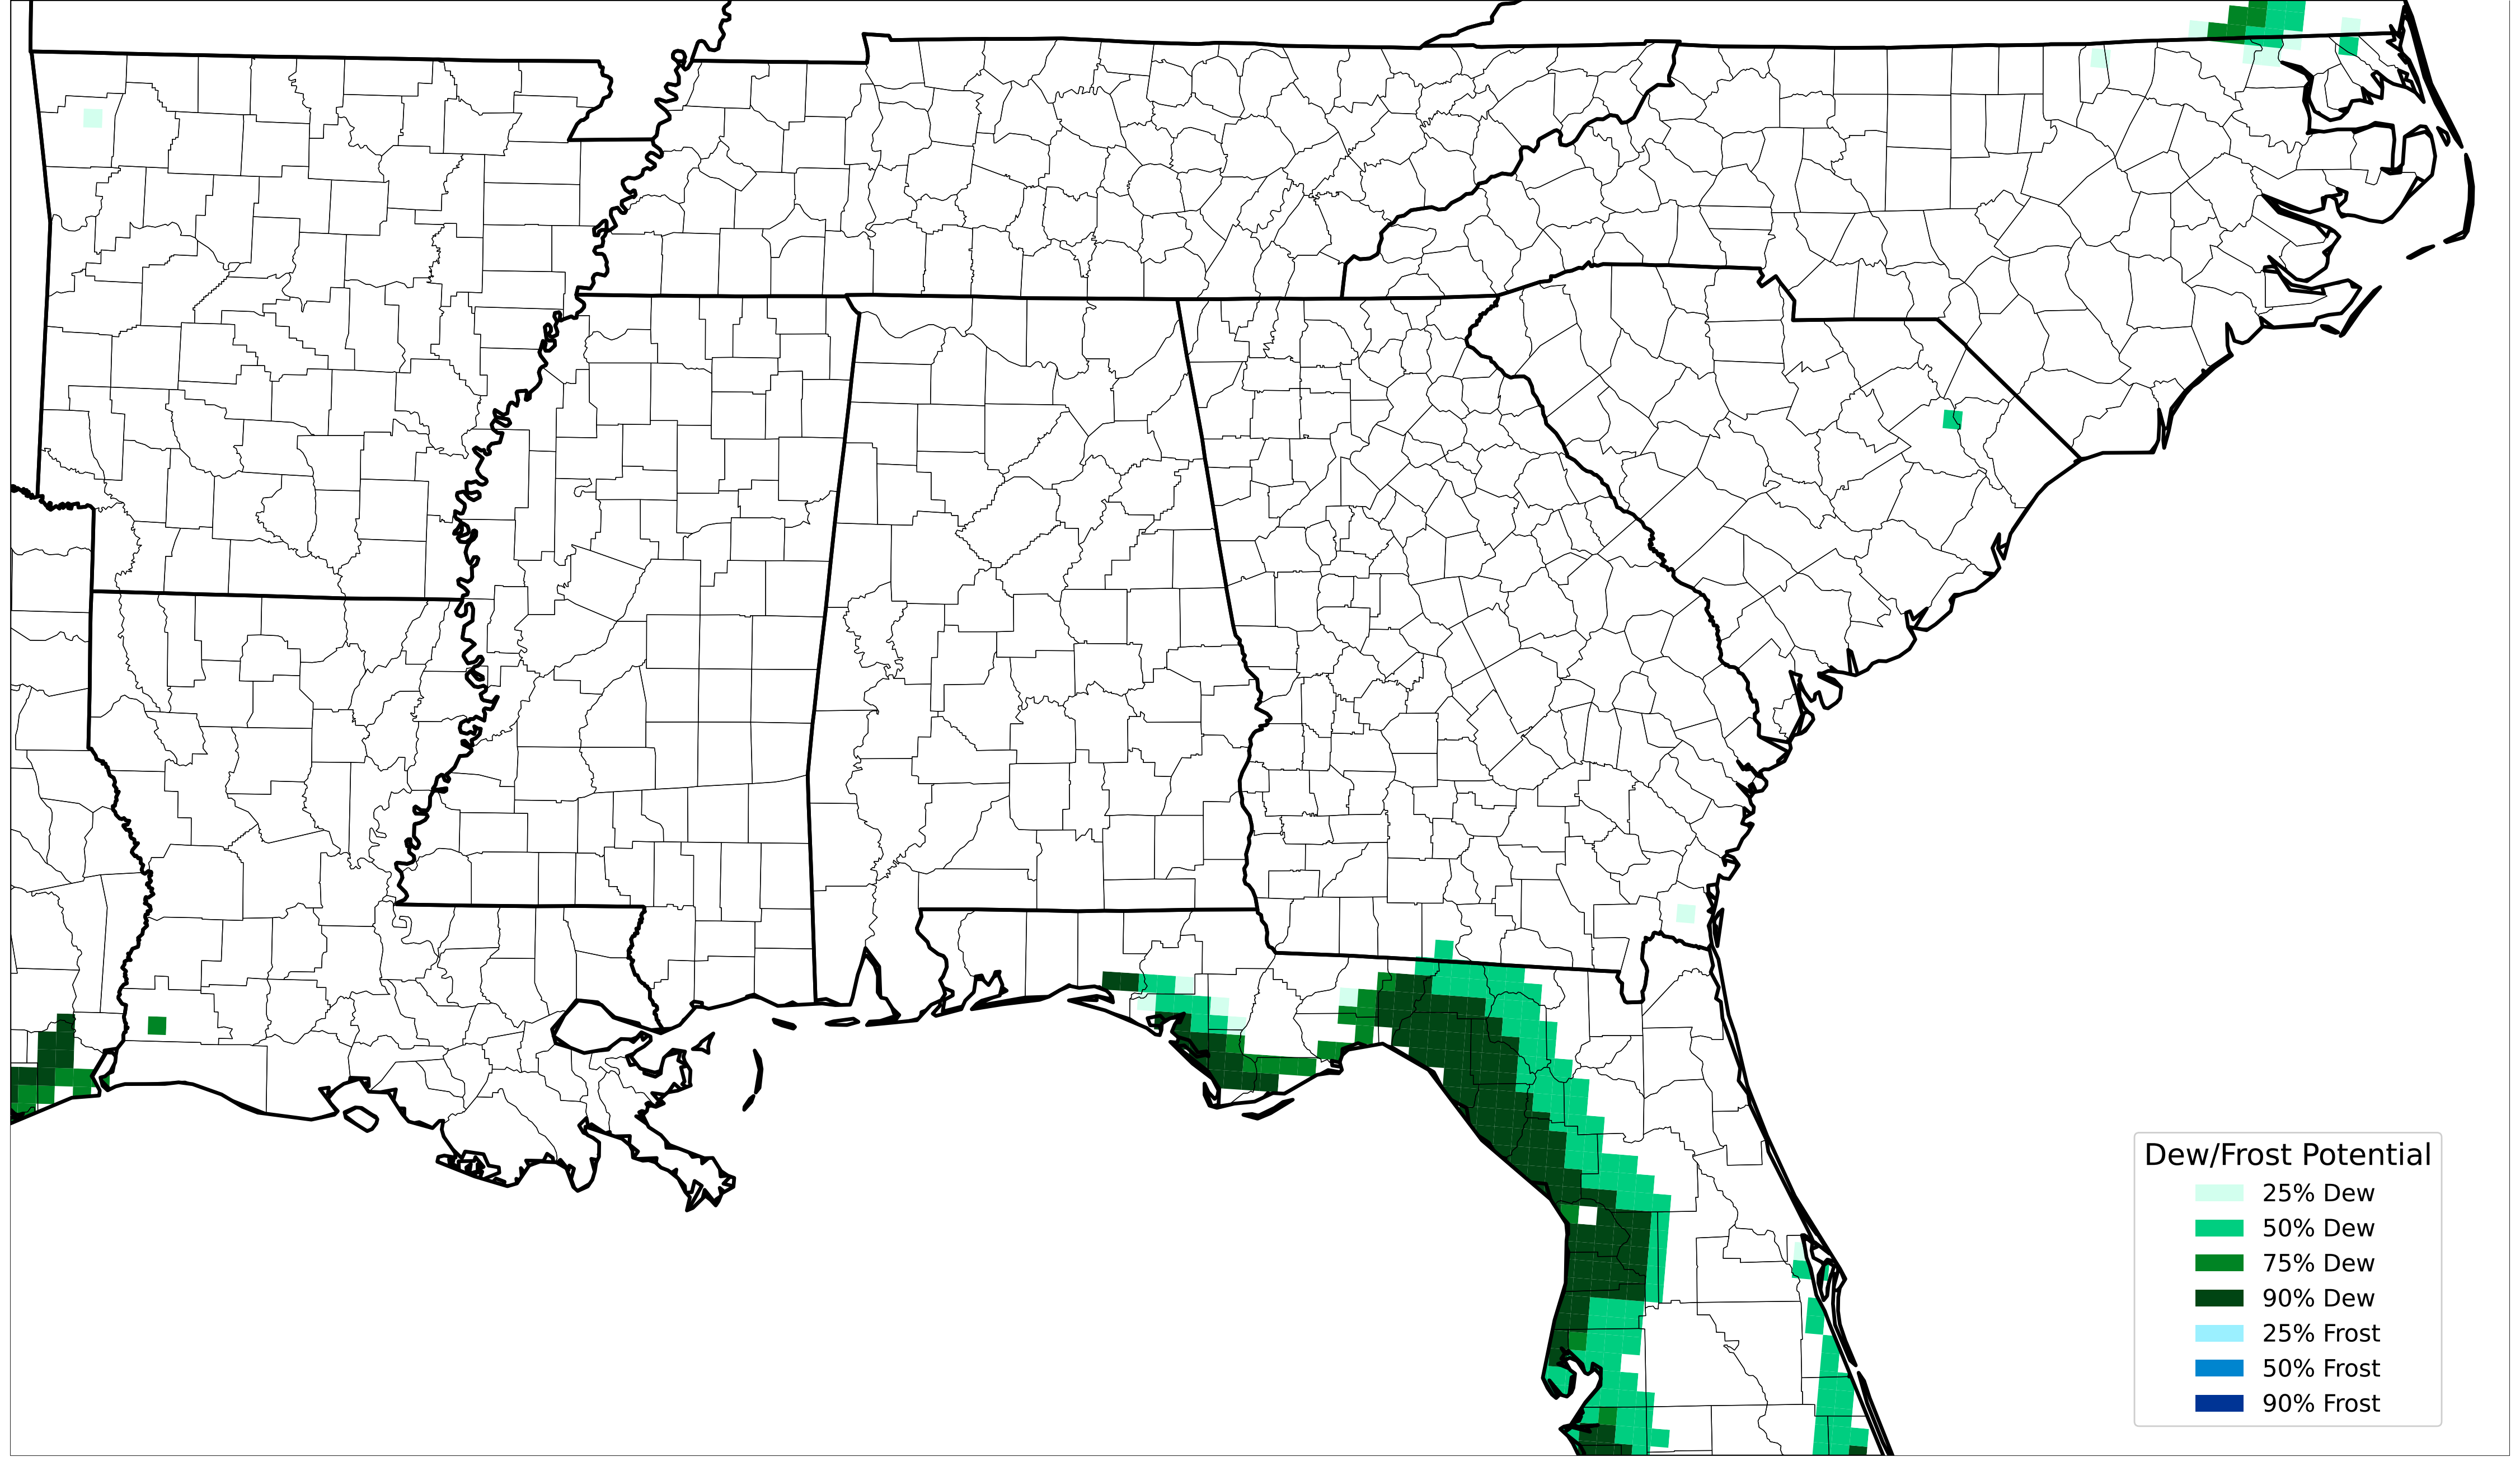 Dew/Frost Potential
25% Dew
50% Dew
75% Dew
90% Dew
25% Frost
50% Frost
90% Frost